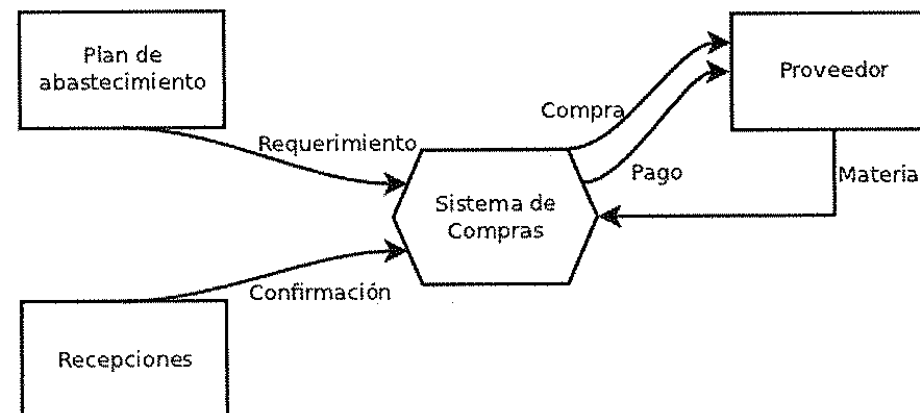 Plan de
abastecimiento
Proveedor
Compra
Requerimiento
Pago
Materia
Sistema de
Compras
Confirmación
Recepciones